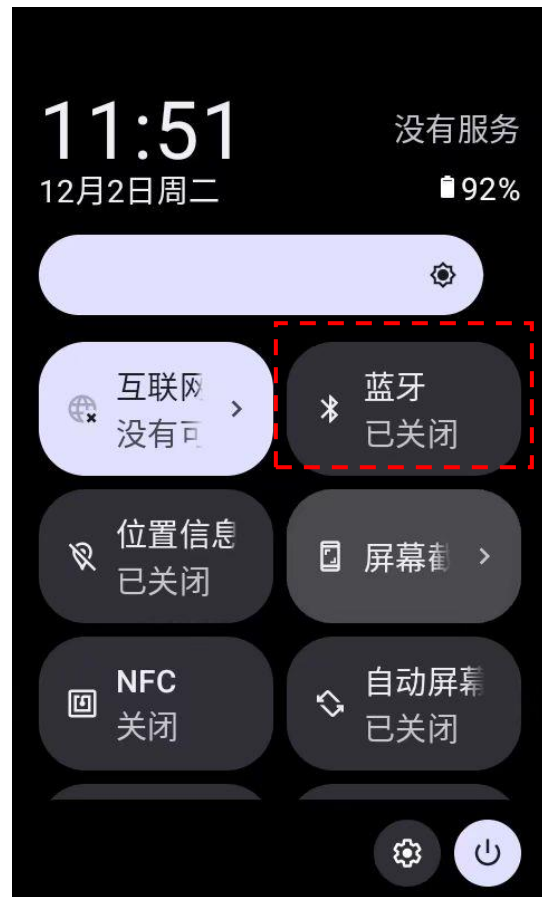 11:51
没有服务
12月2日周二
92%
互联网
没有可
蓝牙
已关闭
位置信息
已关闭
屏幕截
NFC
关闭
自动屏幕
已关闭